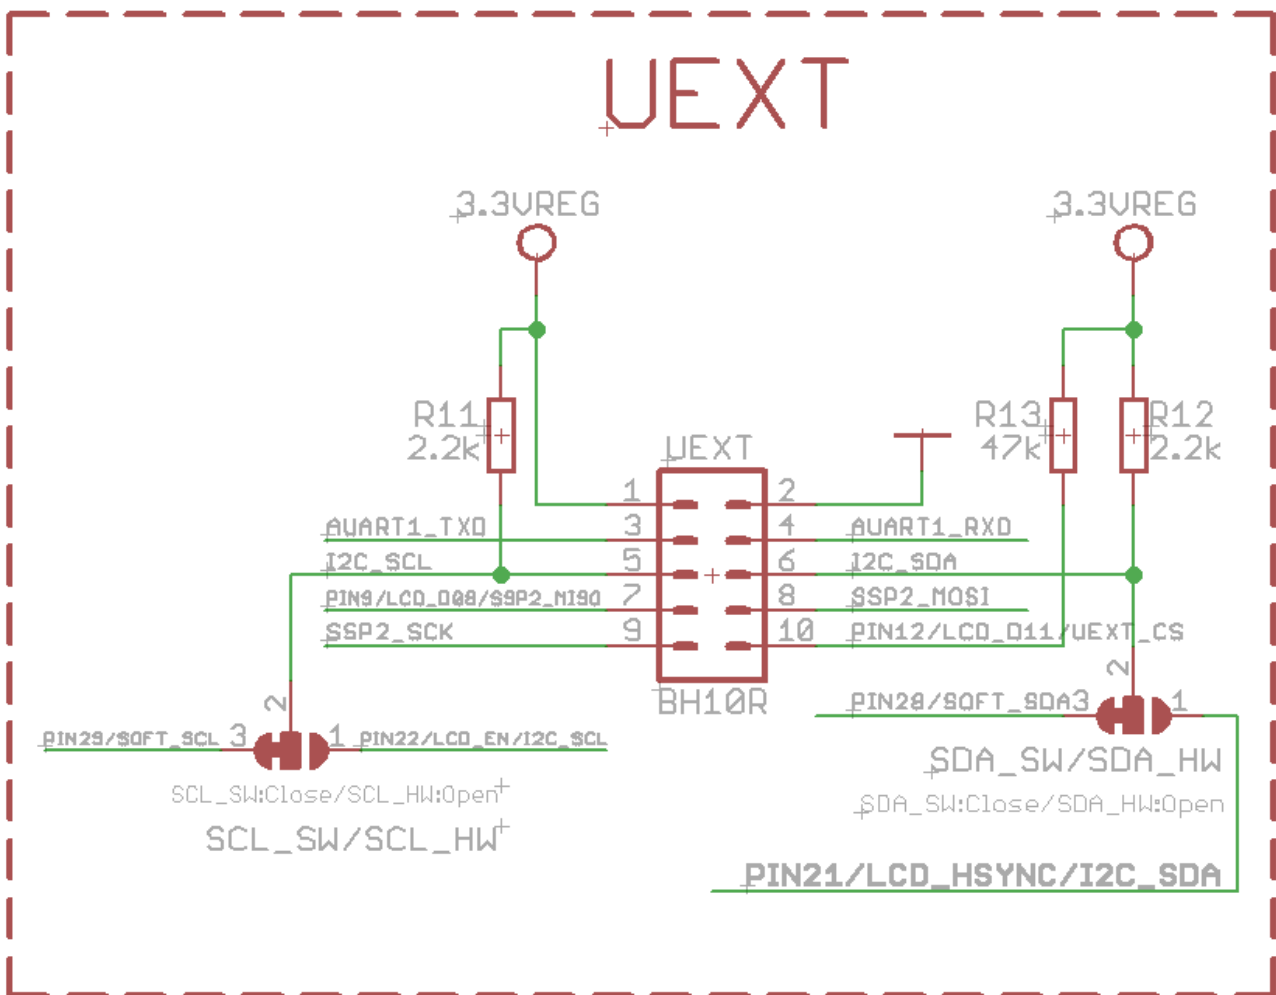 UEXT
3.3VREG
3.3VREG
R11
2.2k
R13
47k
R12
2.2k
UEXT
1
2
AUART1_TXD
3
4
AUART1_RXD
I2C_SCL
5
6
I2C_SDA
PIN9/LCD_D08/SSP2_MISO
7
8
SSP2_MOSI
SSP2_SCK
9
10
PIN12/LCD_D11/UEXT_CS
BH10R
2
PIN28/SOFT_SDA
3
1
2
PIN29/SOFT_SCL
3
1
PIN22/LCD_EN/I2C_SCL
SDA_SW/SDA_HW
SCL_SW:Close/SCL_HW:Open
SDA_SW:Close/SDA_HW:Open
SCL_SW/SCL_HW
PIN21/LCD_HSYNC/I2C_SDA